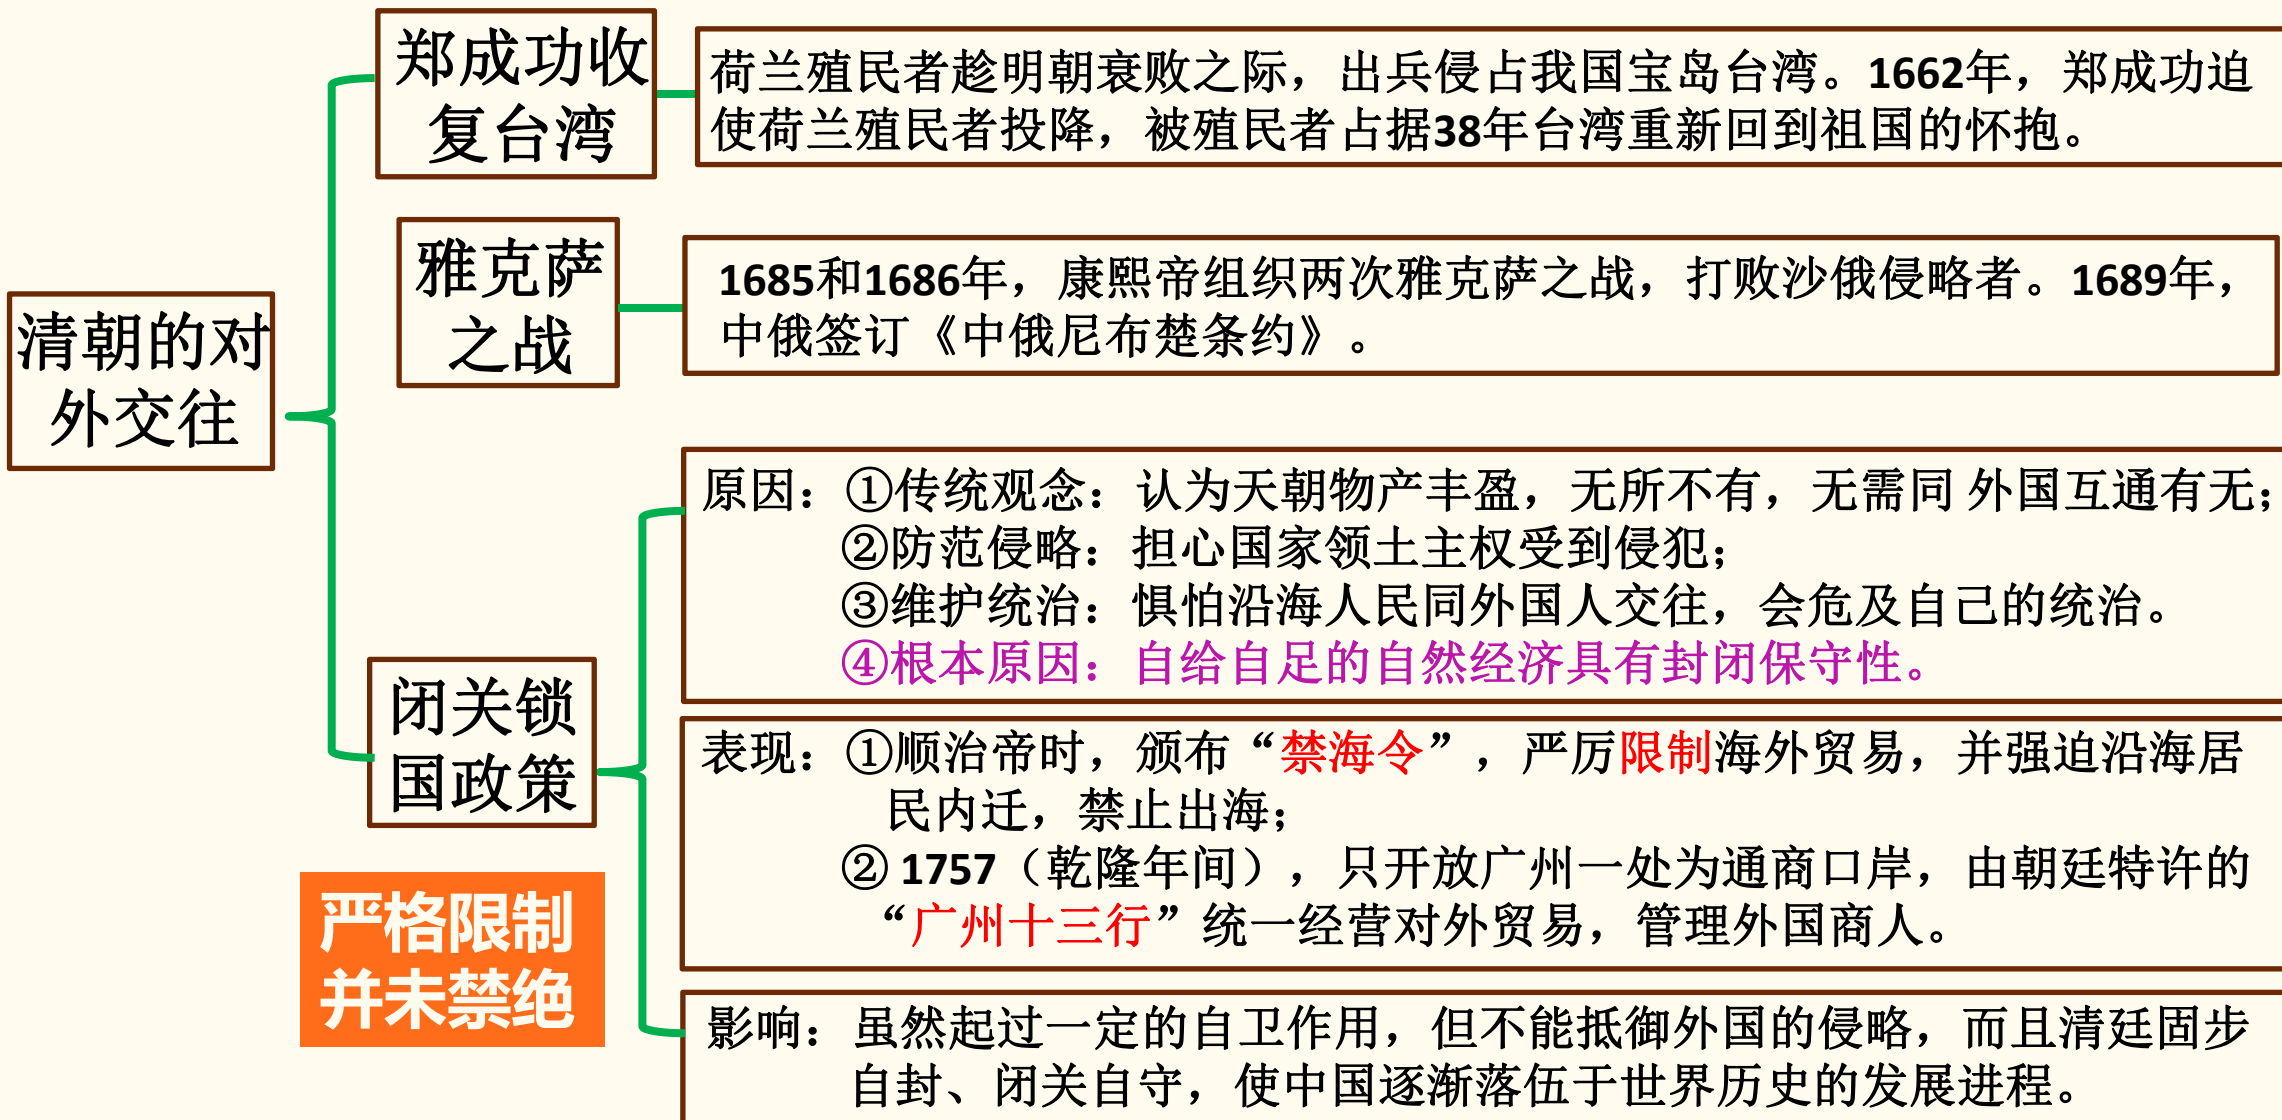 清朝的对
外交往
郑成功收
复台湾
荷兰殖民者趁明朝衰败之际，出兵侵占我国宝岛台湾。1662年，郑成功迫
使荷兰殖民者投降，被殖民者占据38年台湾重新回到祖国的怀抱。
雅克萨
之战
1685和1686年，康熙帝组织两次雅克萨之战，打败沙俄侵略者。1689年，
中俄签订《中俄尼布楚条约》。
闭关锁
国政策
严格限制
并未禁绝
原因：①传统观念：认为天朝物产丰盈，无所不有，无需同 外国互通有无；
②防范侵略：担心国家领土主权受到侵犯；
③维护统治：惧怕沿海人民同外国人交往，会危及自己的统治。
④根本原因：自给自足的自然经济具有封闭保守性。
表现：①顺治帝时，颁布“禁海令”，严厉限制海外贸易，并强迫沿海居
民内迁，禁止出海；
② 1757（乾隆年间），只开放广州一处为通商口岸，由朝廷特许的
“广州十三行”统一经营对外贸易，管理外国商人。
影响：虽然起过一定的自卫作用，但不能抵御外国的侵略，而且清廷固步
自封、闭关自守，使中国逐渐落伍于世界历史的发展进程。